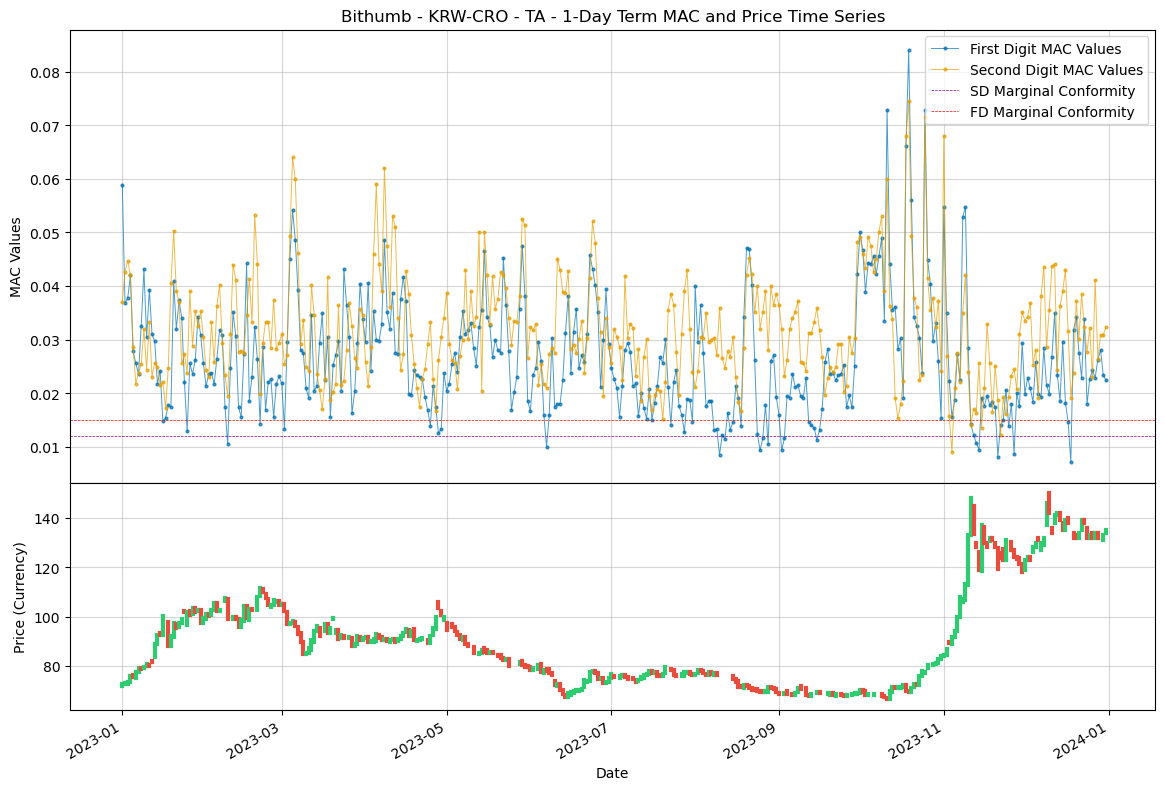 Bithumb - KRW-CRO - TA - 1-Day Term MAC and Price Time Series
First Digit MAC Values
Second Digit MAC Values
SD Marginal Conformity
FD Marginal Conformity
MAC Values
0.08
0.07
0.06
0.05
0.04
0.03
0.02
0.01
Price (Currency)
140
120
100
80
2023-01
2023-03
2023-05
2023-07
2023-09
2023-11
2024-01
Date